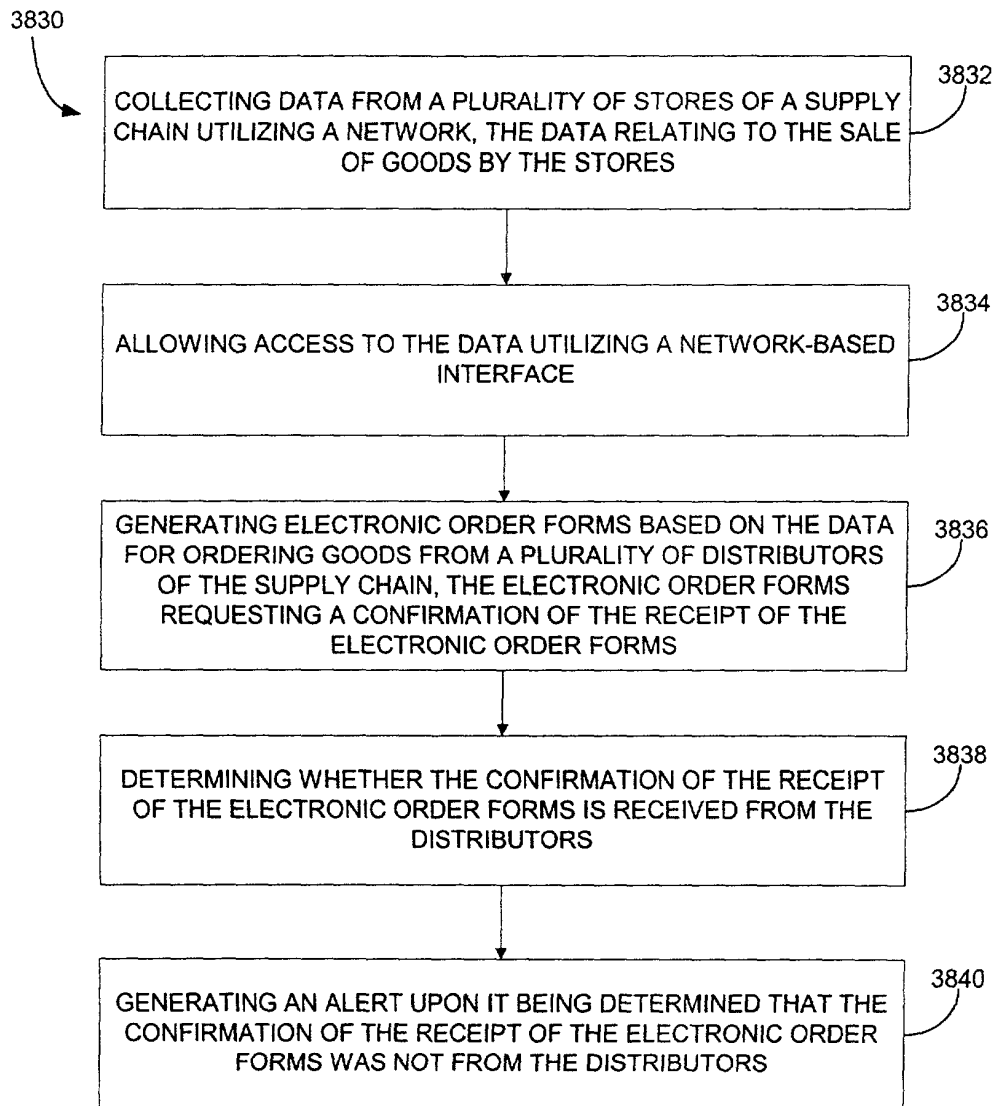 3830
3832
COLLECTING DATA FROM A PLURALITY OF STORES OF A SUPPLY
CHAIN UTILIZING A NETWORK, THE DATA RELATING TO THE SALE
OF GOODS BY THE STORES
3834
ALLOWING ACCESS TO THE DATA UTILIZING A NETWORK-BASED
INTERFACE
3836
GENERATING ELECTRONIC ORDER FORMS BASED ON THE DATA
FOR ORDERING GOODS FROM A PLURALITY OF DISTRIBUTORS
OF THE SUPPLY CHAIN, THE ELECTRONIC ORDER FORMS
REQUESTING A CONFIRMATION OF THE RECEIPT OF THE
ELECTRONIC ORDER FORMS
3838
DETERMINING WHETHER THE CONFIRMATION OF THE RECEIPT
OF THE ELECTRONIC ORDER FORMS IS RECEIVED FROM THE
DISTRIBUTORS
3840
GENERATING AN ALERT UPON IT BEING DETERMINED THAT THE
CONFIRMATION OF THE RECEIPT OF THE ELECTRONIC ORDER
FORMS WAS NOT FROM THE DISTRIBUTORS